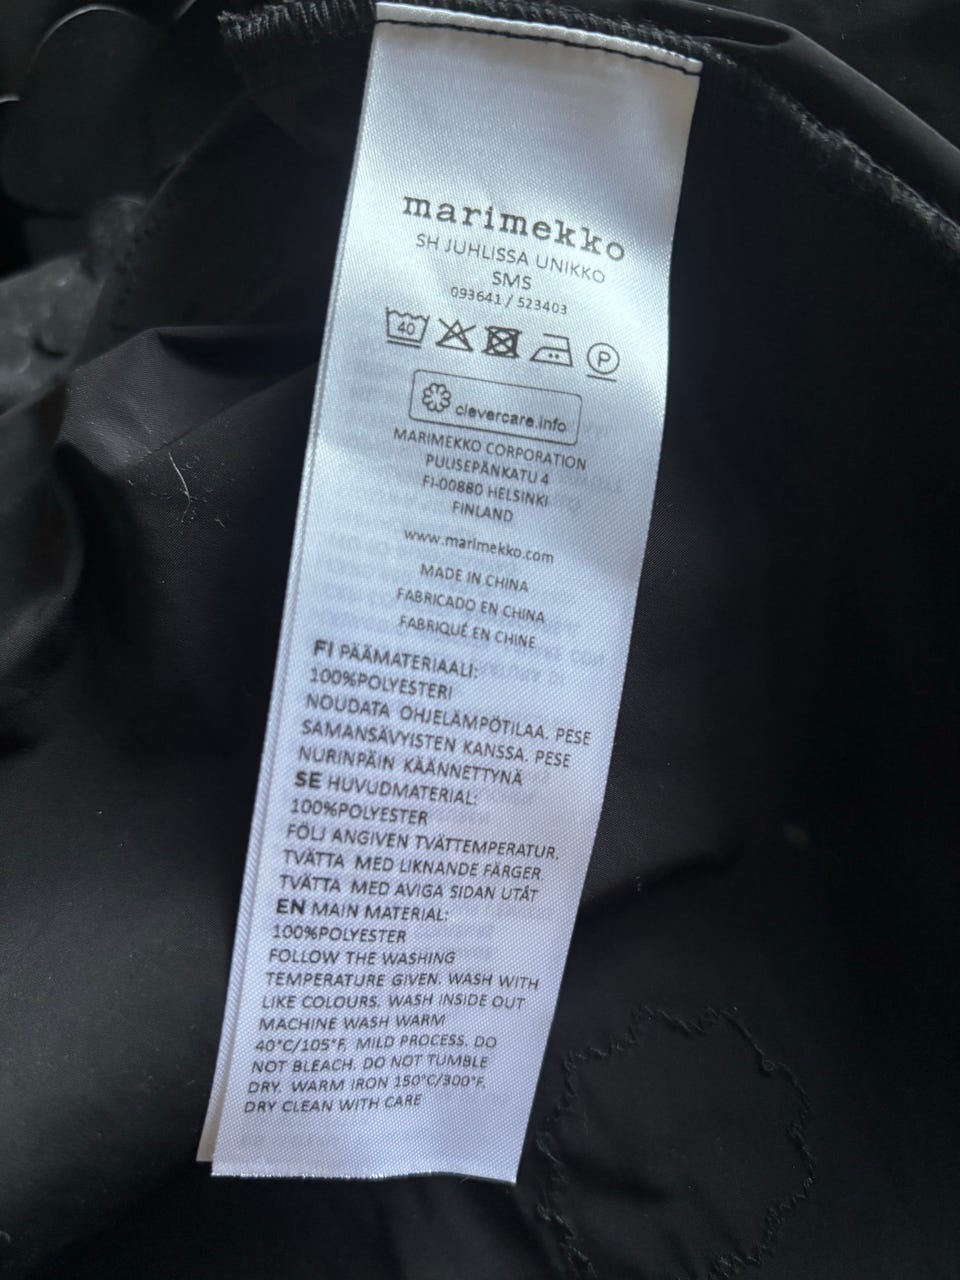 marimekko
SH JUHLISSA UNIKKO
SMS
093641 / 523403
40 P
clevercare.info
MARIMEKKO CORPORATION
PUUSEPÄNKATU 4
FI-00880 HELSINKI
FINLAND
www.marimekko.com
MADE IN CHINA
FABRICADO EN CHINA
FABRIQUÉ EN CHINE
FI PÄÄMATERIAALI:
100%POLYESTERI
NOUDATA OHJELÄMPÖTILAA. PESE
SAMANSÄVYISTEN KANSSA. PESE
NURINPÄIN KÄÄNNETTYNÄ
SE HUVUDMATERIAL:
100%POLYESTER
FÖLJ ANGIVEN TVÄTTEMPERATUR.
TVÄTTA MED LIKNANDE FÄRGER.
TVÄTTA MED AVIGA SIDAN UTÅT
EN MAIN MATERIAL:
100%POLYESTER
FOLLOW THE WASHING
TEMPERATURE GIVEN. WASH WITH
LIKE COLOURS. WASH INSIDE OUT
MACHINE WASH WARM
40°C/105°F. MILD PROCESS. DO
NOT BLEACH. DO NOT TUMBLE
DRY. WARM IRON 150°C/300°F.
DRY CLEAN WITH CARE